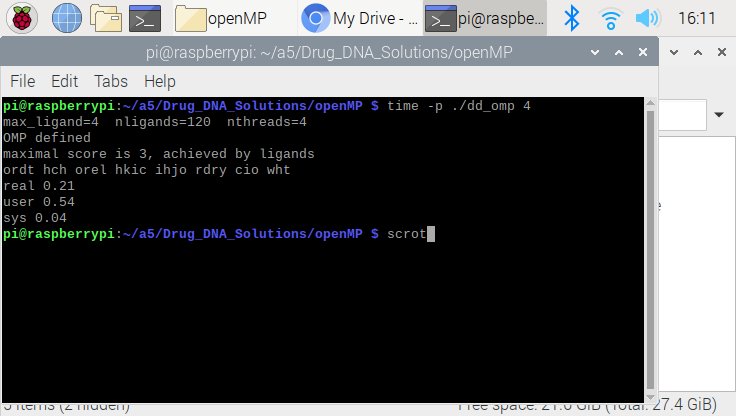 openMP
My Drive - ...
pi@raspbe...
16:11
pi@raspberrypi: ~/a5/Drug_DNA_Solutions/openMP
File Edit Tabs Help
pi@raspberrypi:~/a5/Drug_DNA_Solutions/openMP $ time -p ./dd_omp 4
max_ligand=4  nligands=120  nthreads=4
OMP defined
maximal score is 3, achieved by ligands
ordt hch orel hkic ihjo rdry cio wht
real 0.21
user 0.54
sys 0.04
pi@raspberrypi:~/a5/Drug_DNA_Solutions/openMP $ scrot
5 items (2 hidden)
Free space: 21.6 GiB (Total: 27.4 GiB)